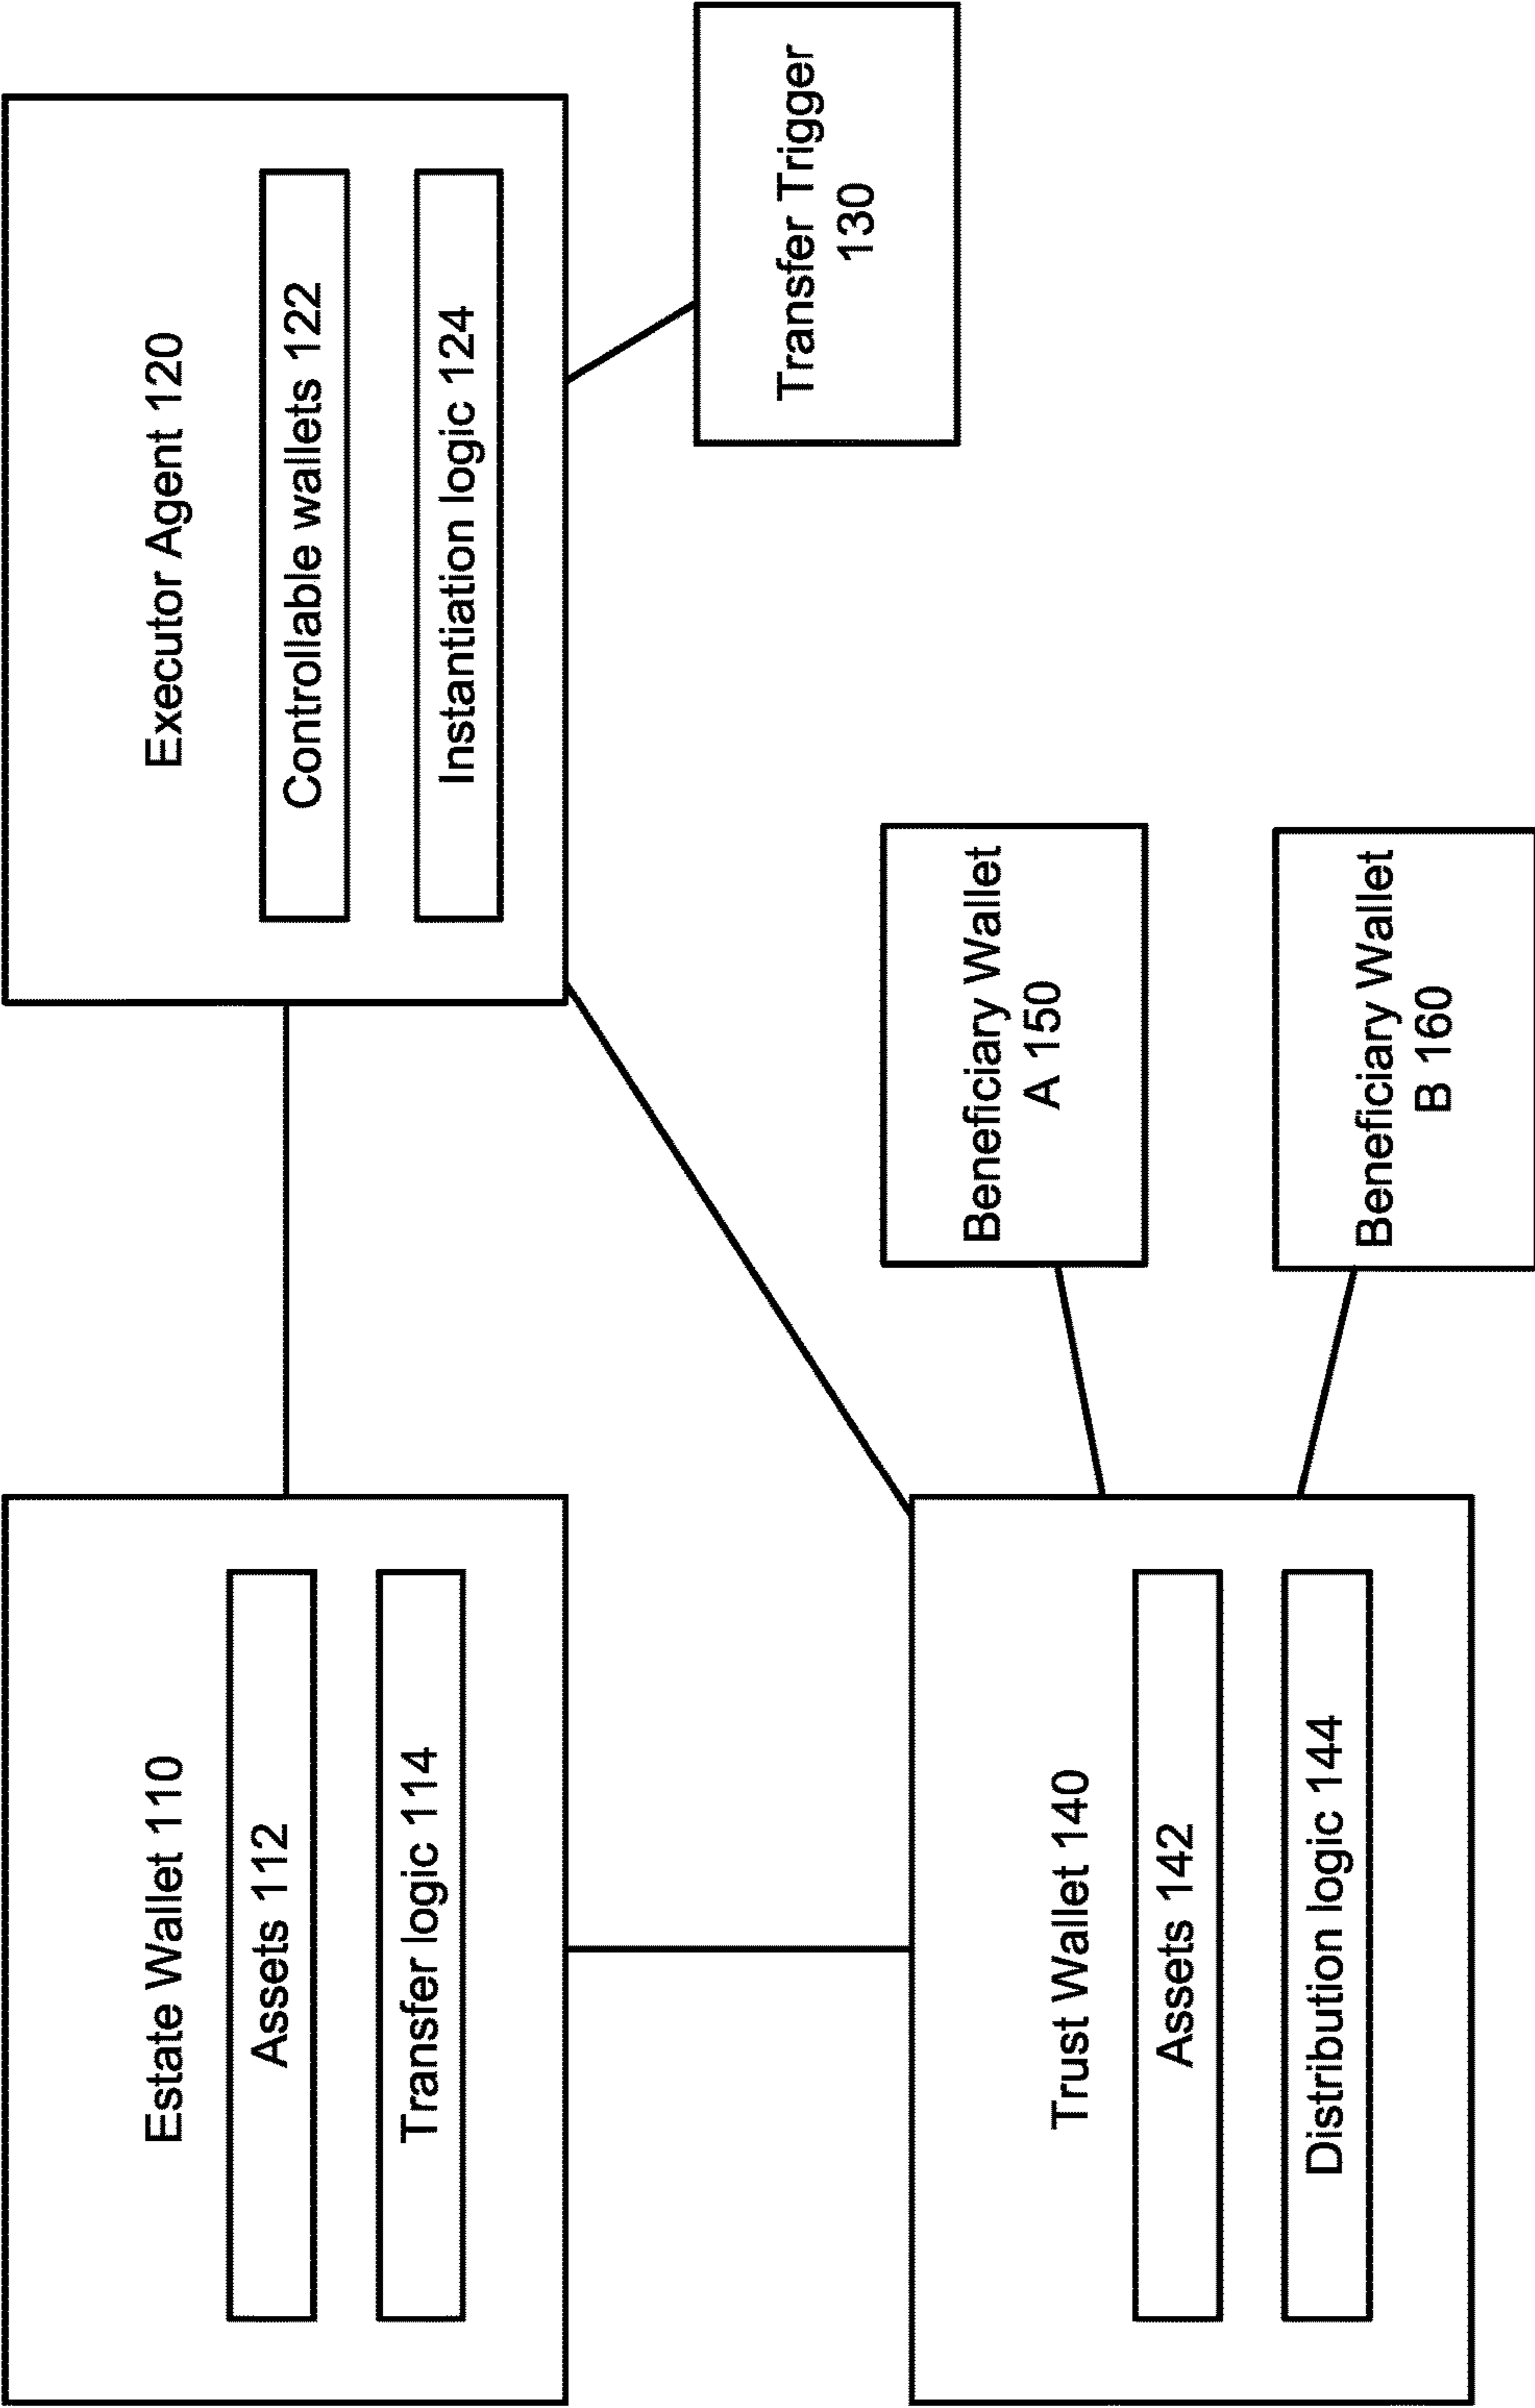 Estate Wallet 110
Assets 112
Transfer logic 114
Executor Agent 120
Controllable wallets 122
Instantiation logic 124
Transfer Trigger
130
Trust Wallet 140
Assets 142
Distribution logic 144
Beneficiary Wallet
A 150
Beneficiary Wallet
B 160